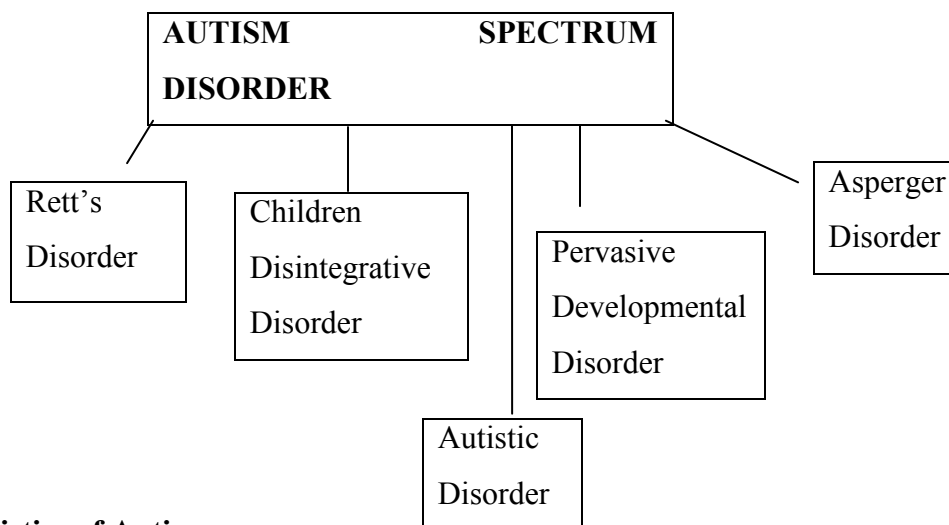 AUTISM SPECTRUM
DISORDER
Rett’s
Disorder
Children
Disintegrative
Disorder
Autistic
Disorder
Pervasive
Developmental
Disorder
Asperger
Disorder